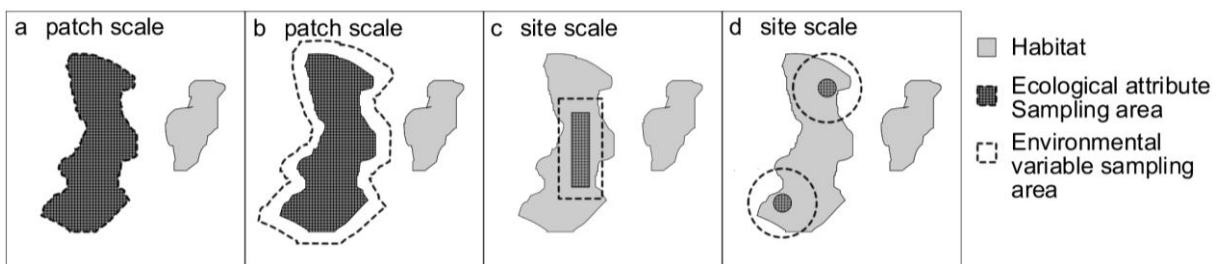 a patch scale
b patch scale
c site scale
d site scale
Habitat
Ecological attribute
Sampling area
Environmental
variable sampling
area